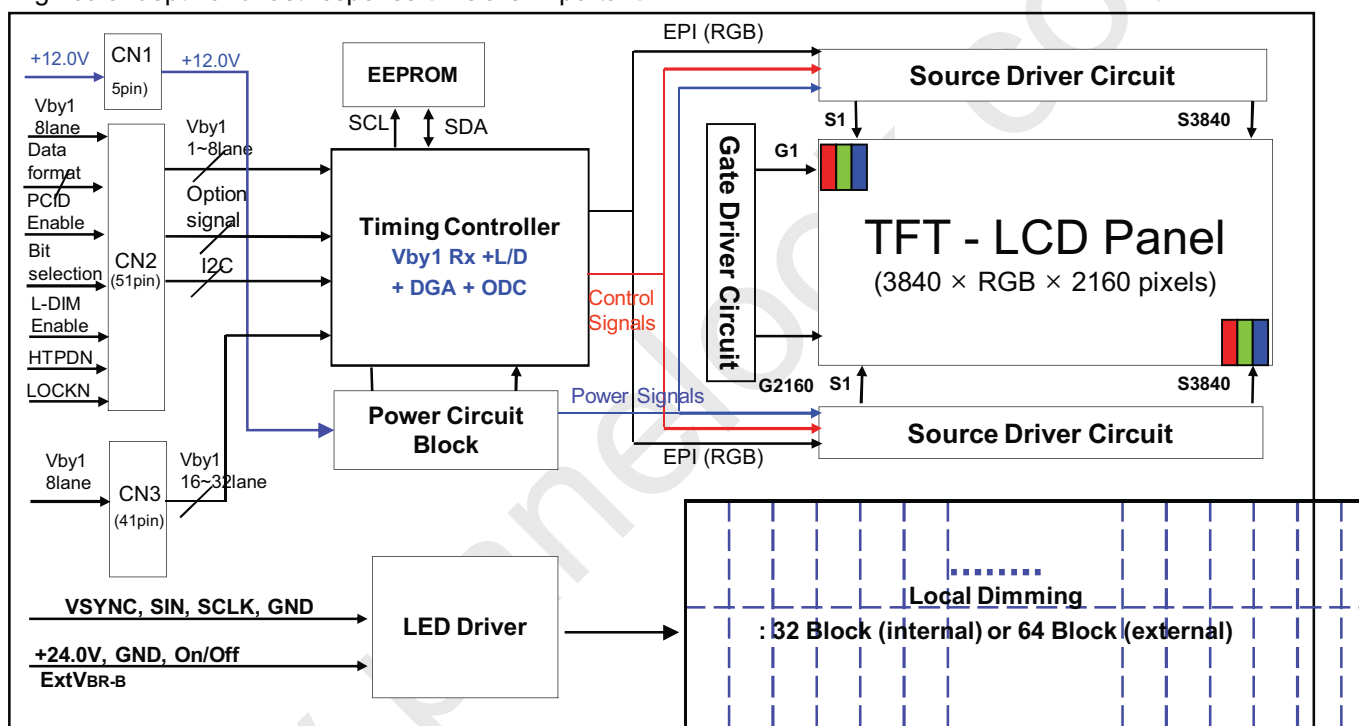 +12.0V
CN1
5pin)
+12.0V
EEPROM
SCL
SDA
EPI (RGB)
Source Driver Circuit
S1
S3840
Vby1
8lane
Data
format
PCID
Enable
Bit
selection
L-DIM
Enable
HTPDN
LOCKN
CN2
(51pin)
Vby1
1~8lane
Option
signal
I2C
Timing Controller
Vby1 Rx +L/D
+ DGA + ODC
Control
Signals
Gate Driver Circuit
G1
G2160
TFT - LCD Panel
(3840 × RGB × 2160 pixels)
S1
S3840
Power Circuit
Block
Power Signals
Source Driver Circuit
EPI (RGB)
Vby1
8lane
CN3
(41pin)
Vby1
16~32lane
VSYNC, SIN, SCLK, GND
+24.0V, GND, On/Off
ExtVBR-B
LED Driver
Local Dimming
: 32 Block (internal) or 64 Block (external)